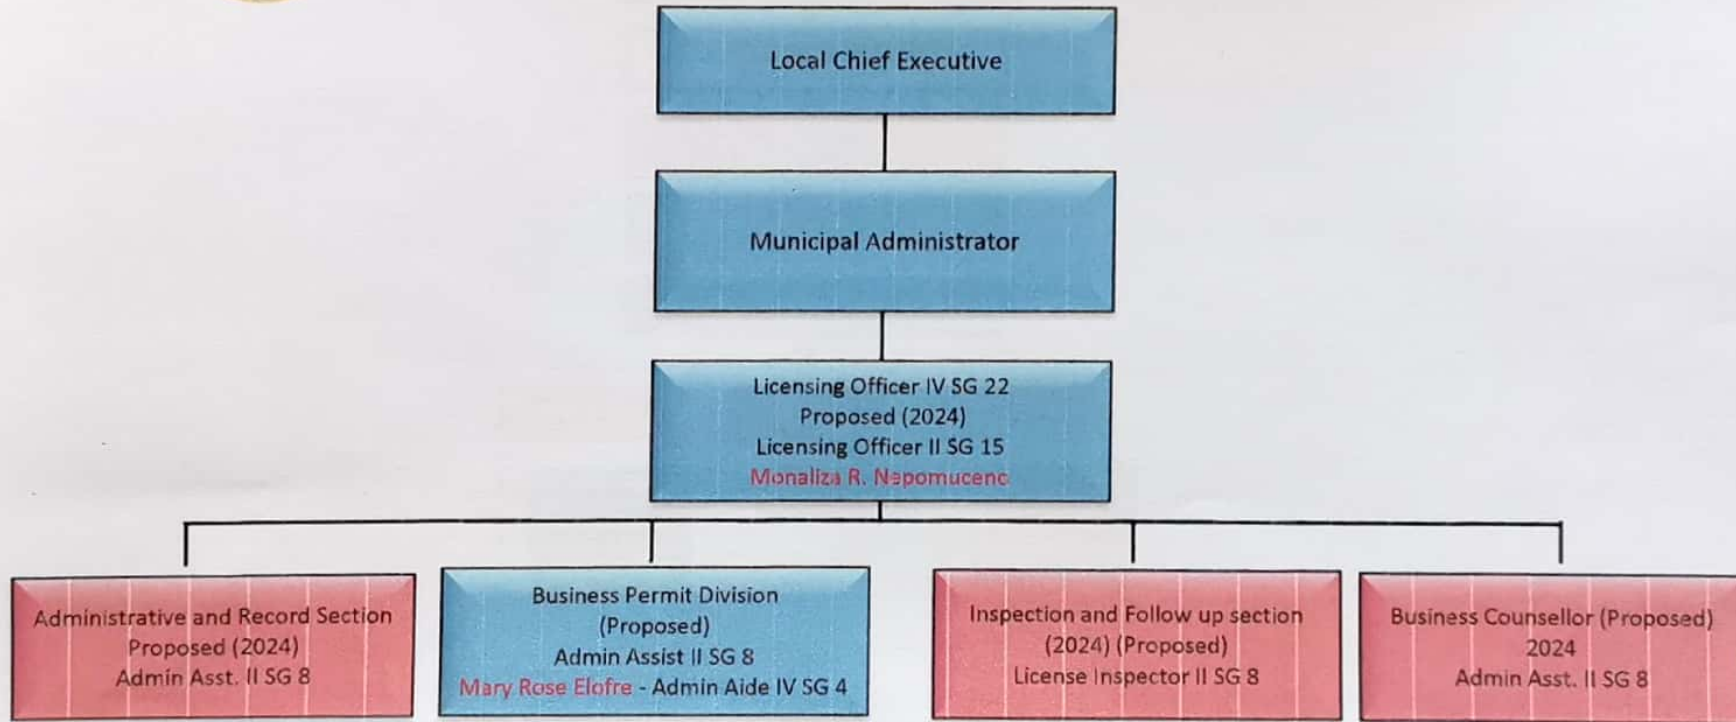 Local Chief Executive
Municipal Administrator
Licensing Officer IV SG 22
Proposed (2024)
Licensing Officer II SG 15
Monaliza R. Nepomuceno
Administrative and Record Section
Proposed (2024)
Admin Asst. II SG 8
Business Permit Division
(Proposed)
Admin Assist II SG 8
Mary Rose Elofre - Admin Aide IV SG 4
Inspection and Follow up section
(2024) (Proposed)
License Inspector II SG 8
Business Counsellor (Proposed)
2024
Admin Asst. II SG 8